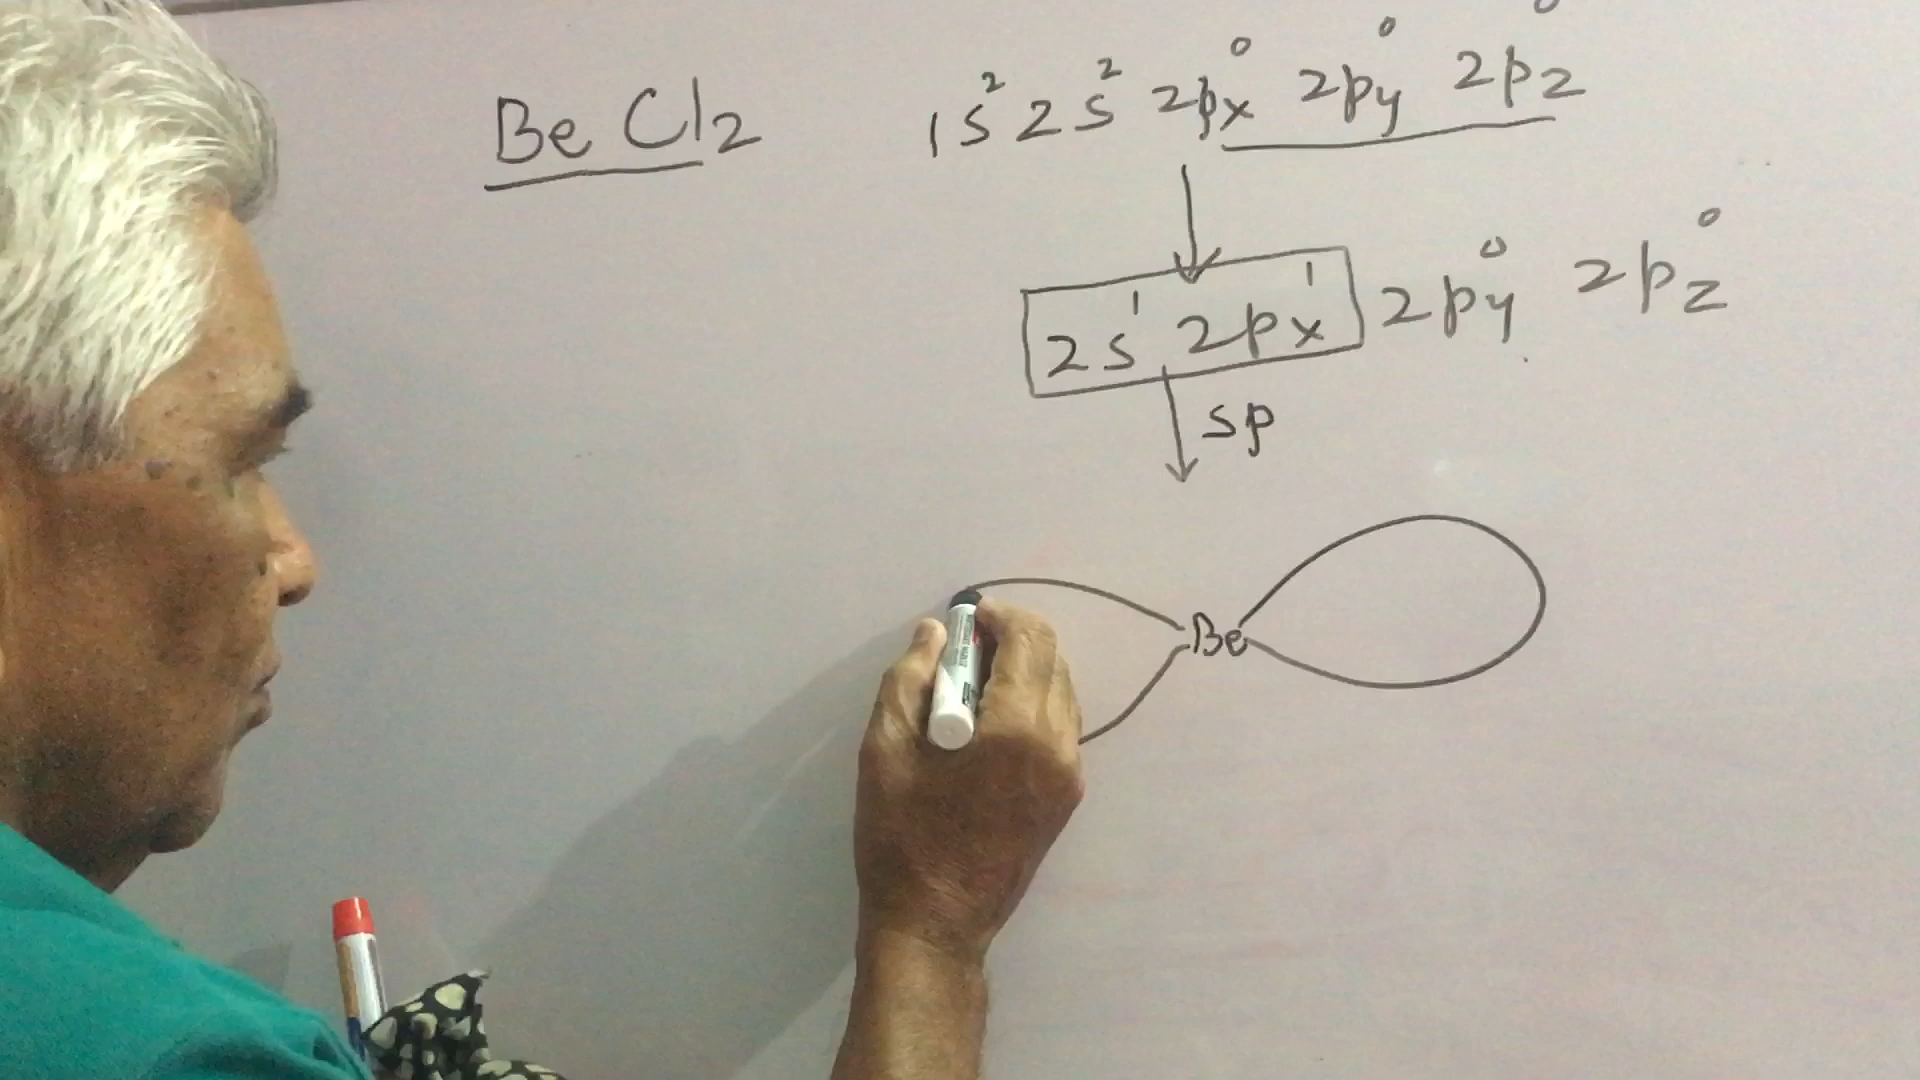 BeCl₂ 1s² 2s² 2px⁰ 2py⁰ 2pz⁰
2s¹ 2px¹ 2py⁰ 2pz⁰
sp
Be